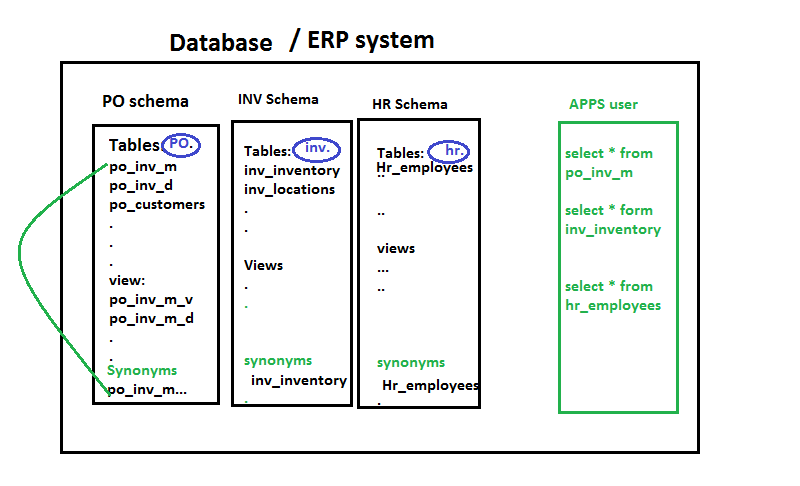 Database / ERP system
PO schema
Tables: PO.
po_inv_m
po_inv_d
po_customers
.
.
.
view:
po_inv_m_v
po_inv_m_d
.
.
Synonyms
po_inv_m...
INV Schema
Tables: inv.
inv_inventory
inv_locations
.
.
Views
.
.
synonyms
inv_inventory
.
HR Schema
Tables: hr.
Hr_employees
..
..
views
...
..
synonyms
Hr_employees
.
APPS user
select * from
po_inv_m
select * form
inv_inventory
select * from
hr_employees